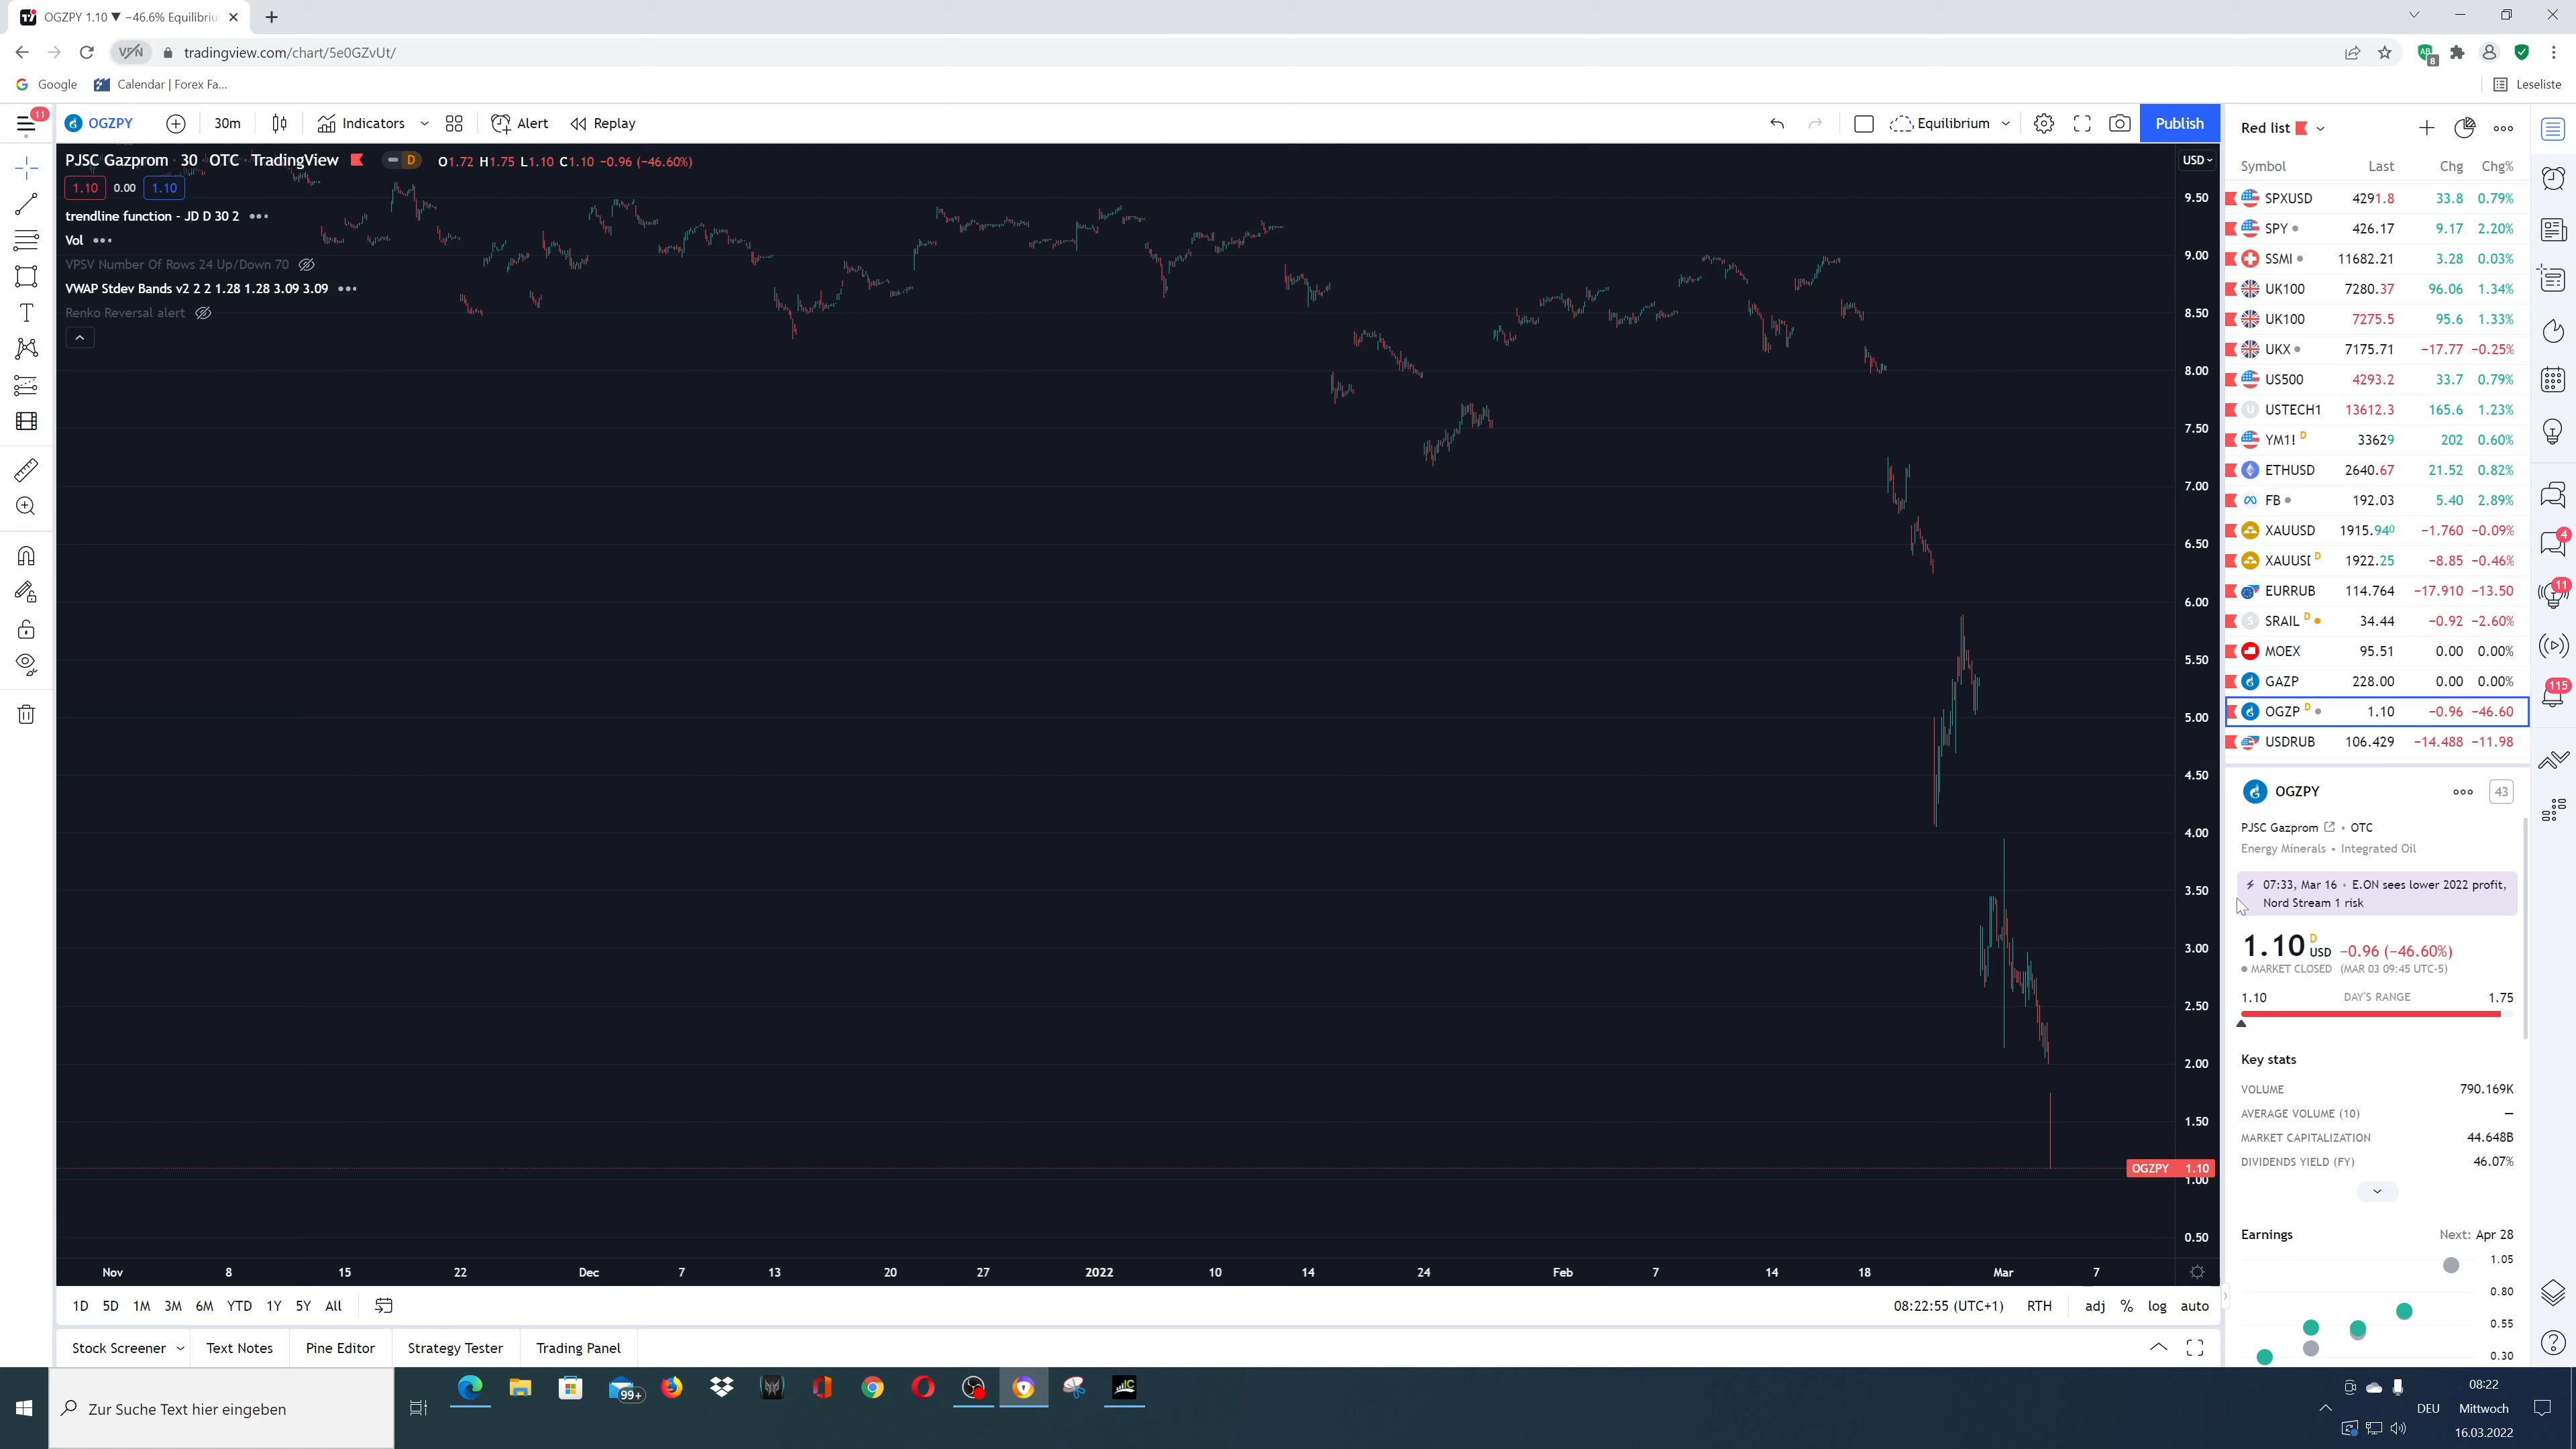 OGZPY 1.10 ▼ −46.6% Equilibriu
VPN
tradingview.com/chart/5e0GZvUt/
8
Google
Calendar | Forex Fa...
Leseliste
11
OGZPY
30m
Indicators
Alert
Replay
Equilibrium
Publish
PJSC Gazprom · 30 · OTC · TradingView
D
O1.72 H1.75 L1.10 C1.10 −0.96 (−46.60%)
1.10 0.00 1.10
trendline function - JD D 30 2
Vol
VPSV Number Of Rows 24 Up/Down 70
VWAP Stdev Bands v2 2 2 1.28 1.28 3.09 3.09
Renko Reversal alert
USD
9.50
9.00
8.50
8.00
7.50
7.00
6.50
6.00
5.50
5.00
4.50
4.00
3.50
3.00
2.50
2.00
1.50
OGZPY 1.10
1.00
0.50
Nov 8 15 22 Dec 7 13 20 27 2022 10 14 24 Feb 7 14 18 Mar 7
1D 5D 1M 3M 6M YTD 1Y 5Y All
08:22:55 (UTC+1) RTH adj % log auto
Stock Screener Text Notes Pine Editor Strategy Tester Trading Panel
Red list
Symbol Last Chg Chg%
SPXUSD 4291.8 33.8 0.79%
SPY 426.17 9.17 2.20%
SSMI 11682.21 3.28 0.03%
UK100 7280.37 96.06 1.34%
UK100 7275.5 95.6 1.33%
UKX 7175.71 −17.77 −0.25%
US500 4293.2 33.7 0.79%
U USTECH1 13612.3 165.6 1.23%
YM1! D 33629 202 0.60%
ETHUSD 2640.67 21.52 0.82%
FB 192.03 5.40 2.89%
XAUUSD 1915.940 −1.760 −0.09%
XAUUSD D 1922.25 −8.85 −0.46%
EURRUB 114.764 −17.910 −13.50
S SRAIL D 34.44 −0.92 −2.60%
MOEX 95.51 0.00 0.00%
GAZP 228.00 0.00 0.00%
OGZP D 1.10 −0.96 −46.60
USDRUB 106.429 −14.488 −11.98
OGZPY
43
PJSC Gazprom • OTC
Energy Minerals • Integrated Oil
07:33, Mar 16 • E.ON sees lower 2022 profit,
Nord Stream 1 risk
1.10 D USD −0.96 (−46.60%)
MARKET CLOSED (MAR 03 09:45 UTC-5)
1.10 DAY'S RANGE 1.75
Key stats
VOLUME 790.169K
AVERAGE VOLUME (10) —
MARKET CAPITALIZATION 44.648B
DIVIDENDS YIELD (FY) 46.07%
Earnings Next: Apr 28
1.05
0.80
0.55
0.30
4
11
115
Zur Suche Text hier eingeben
99+
IC
DEU
08:22
Mittwoch
16.03.2022